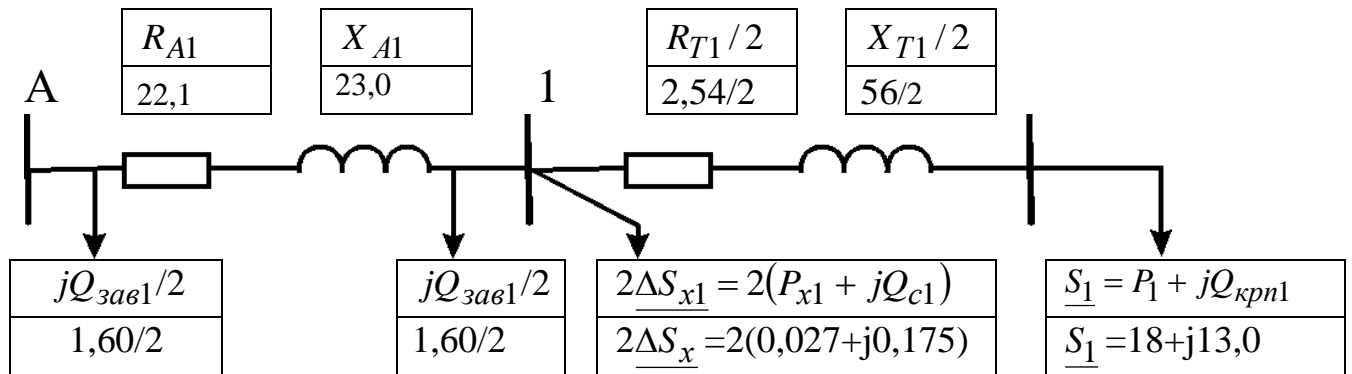 R_A1
X_A1
R_T1/2
X_T1/2
22,1
23,0
2,54/2
56/2
A
1
jQ_зав1/2
jQ_зав1/2
2ΔS_x1 = 2(P_x1 + jQ_c1)
S_1 = P_1 + jQ_крп1
1,60/2
1,60/2
2ΔS_x =2(0,027+j0,175)
S_1 =18+j13,0